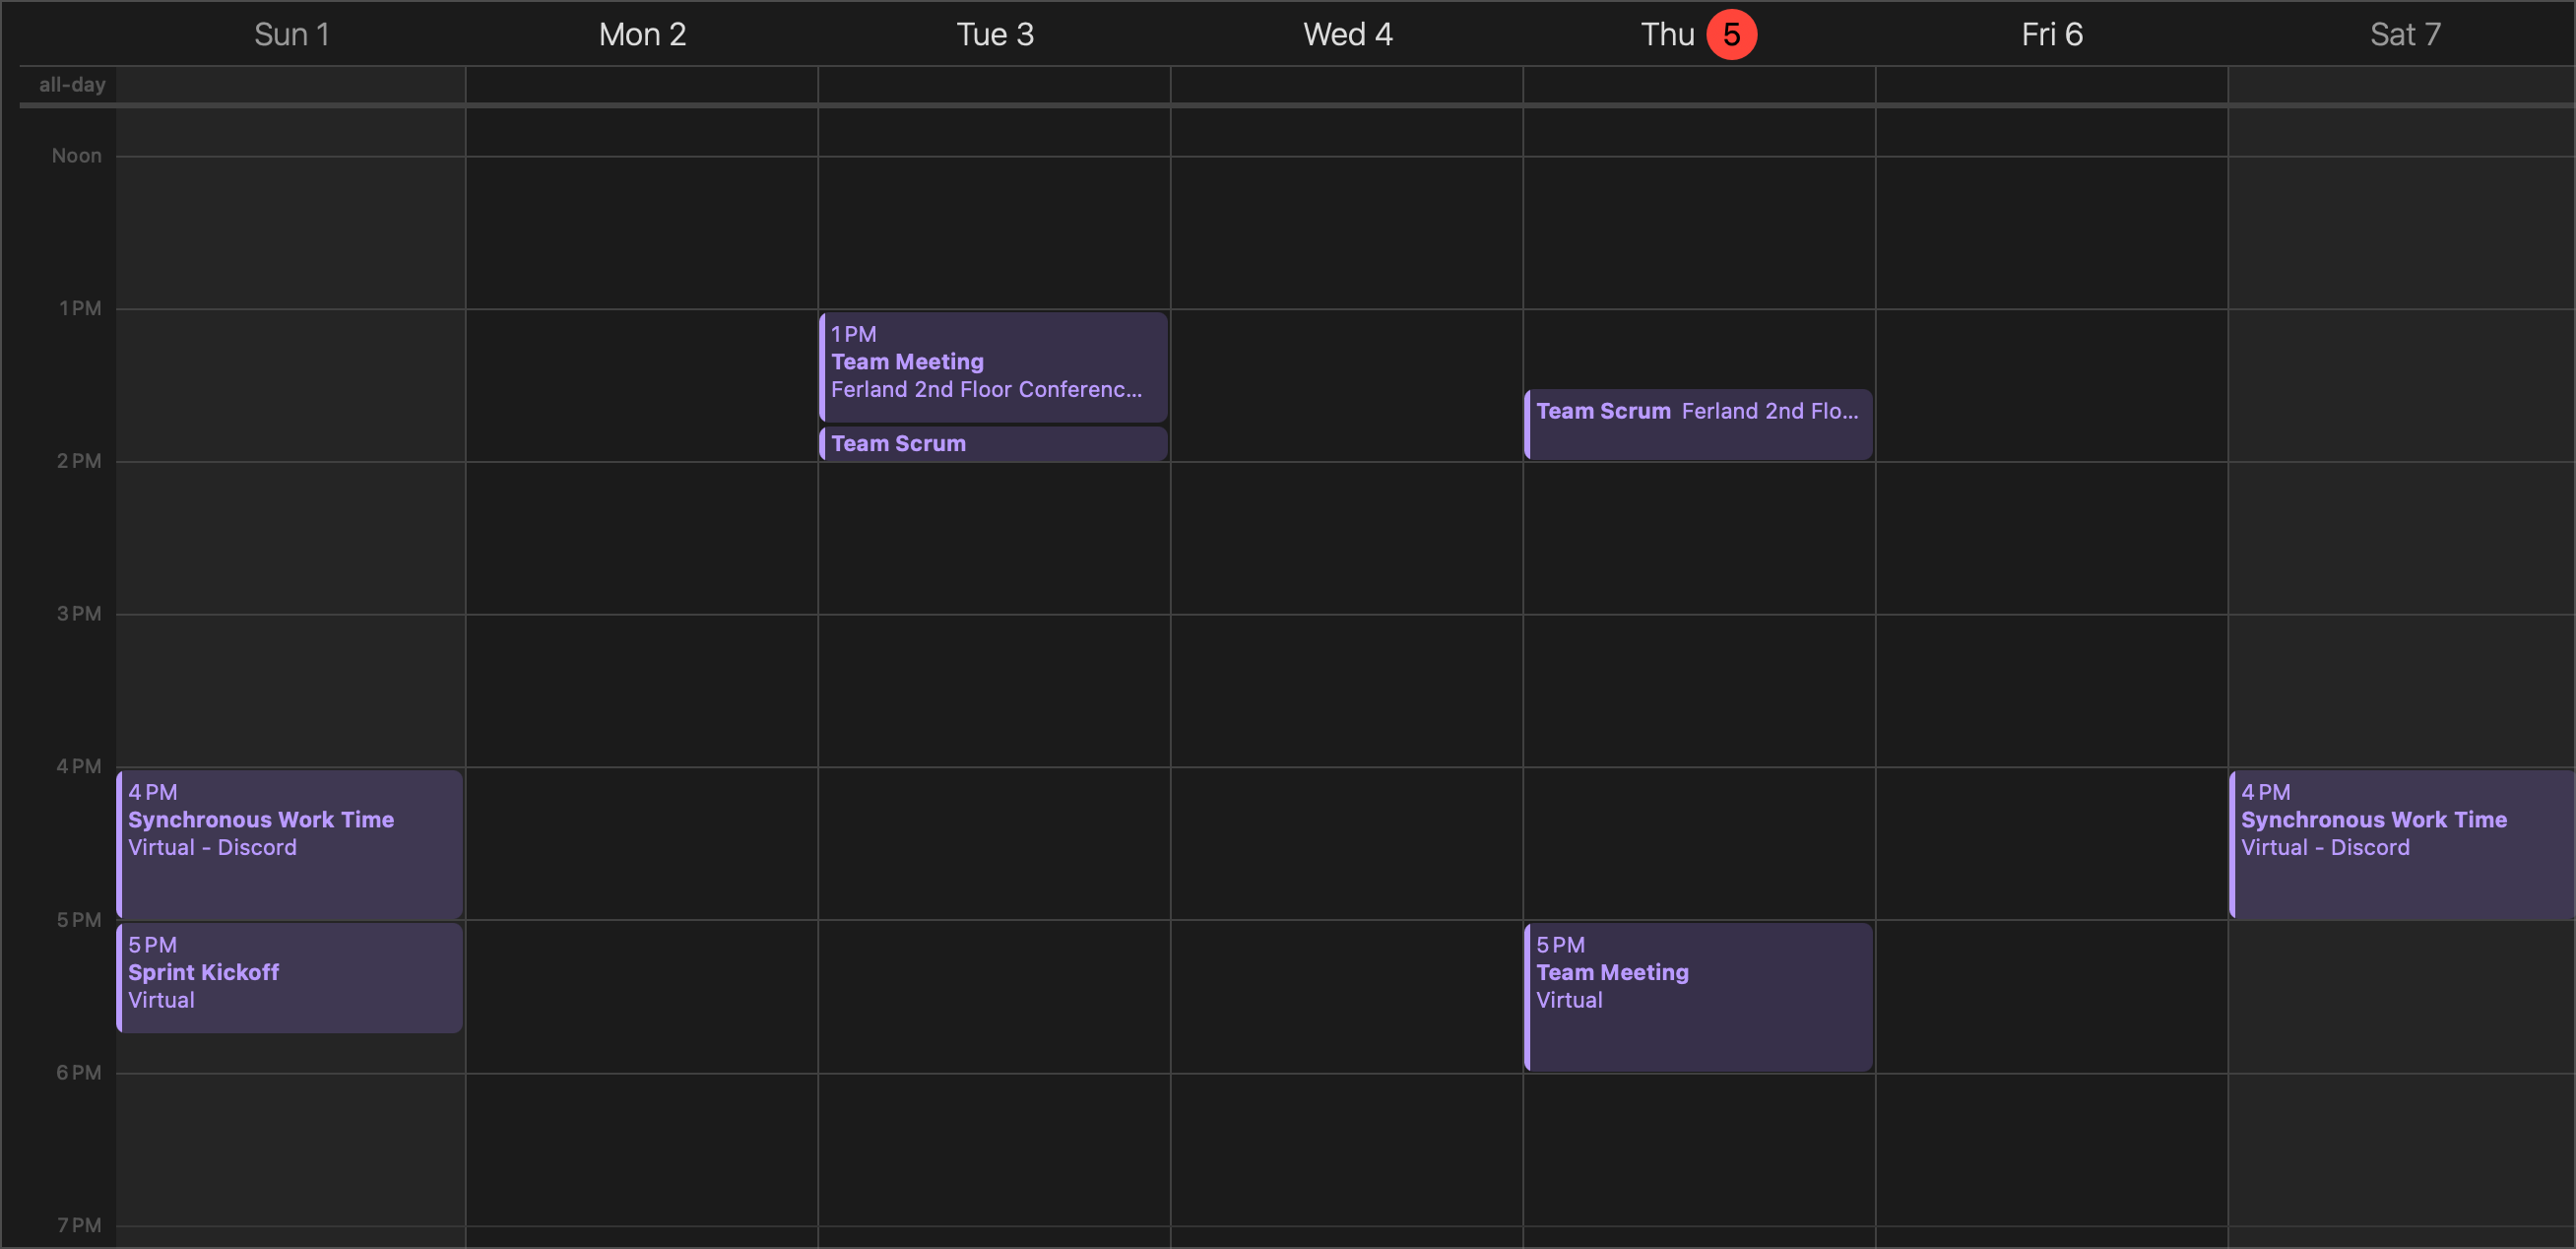 Sun 1
Mon 2
Tue 3
Wed 4
Thu 5
Fri 6
Sat 7
all-day
Noon
1 PM
2 PM
3 PM
4 PM
5 PM
6 PM
7 PM
4 PM
Synchronous Work Time
Virtual - Discord
5 PM
Sprint Kickoff
Virtual
1 PM
Team Meeting
Ferland 2nd Floor Conferenc...
Team Scrum
Team Scrum Ferland 2nd Flo...
5 PM
Team Meeting
Virtual
4 PM
Synchronous Work Time
Virtual - Discord